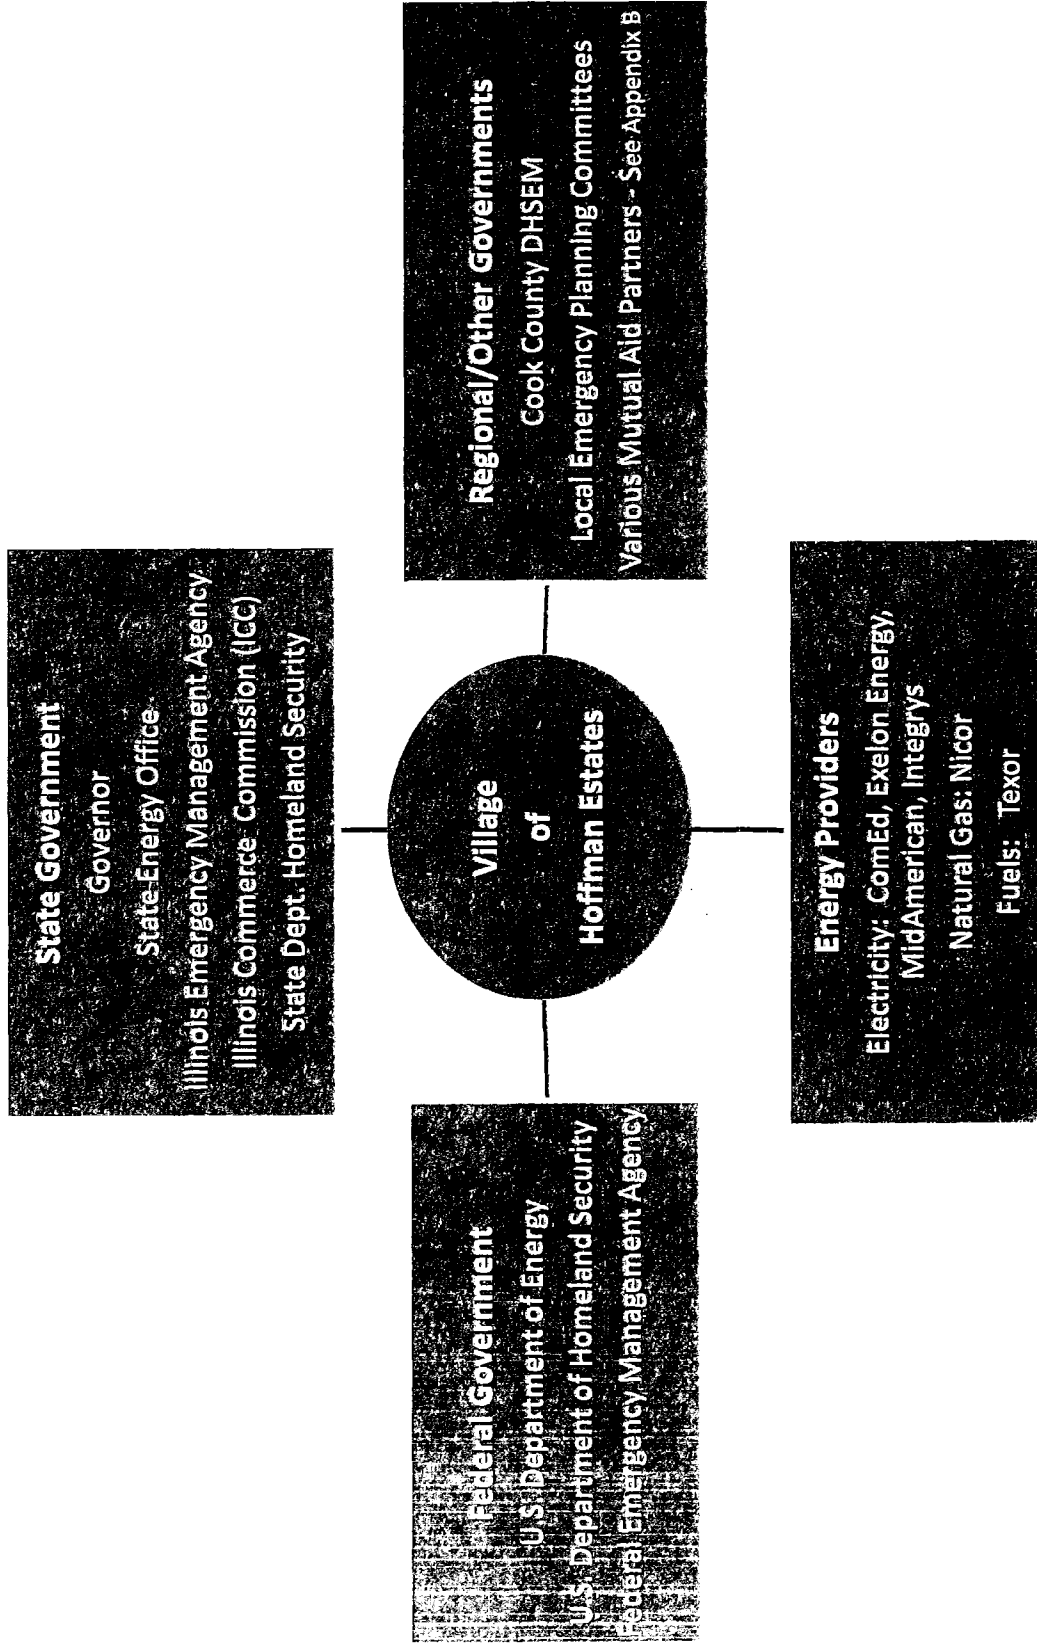 State Government
Governor
State Energy Office
Illinois Emergency Management Agency
Illinois Commerce Commission (ICC)
State Dept. Homeland Security
Federal Government
U.S. Department of Energy
U.S. Department of Homeland Security
Federal Emergency Management Agency
Village
of
Hoffman Estates
Regional/Other Governments
Cook County DHSEM
Local Emergency Planning Committees
Various Mutual Aid Partners - See Appendix B
Energy Providers
Electricity: ComEd, Exelon Energy,
MidAmerican, Integrys
Natural Gas: Nicor
Fuels: Texor